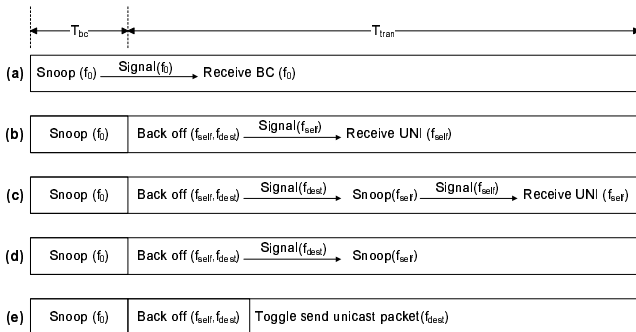 T_bc T_tran
(a) Snoop (f_0) Signal(f_0) Receive BC (f_0)
(b) Snoop (f_0) Back off (f_self,f_dest) Signal(f_self) Receive UNI (f_self)
(c) Snoop (f_0) Back off (f_self,f_dest) Signal(f_dest) Snoop(f_self) Signal(f_self) Receive UNI (f_self)
(d) Snoop (f_0) Back off (f_self,f_dest) Signal(f_dest) Snoop(f_self)
(e) Snoop (f_0) Back off (f_self,f_dest) Toggle send unicast packet(f_dest)